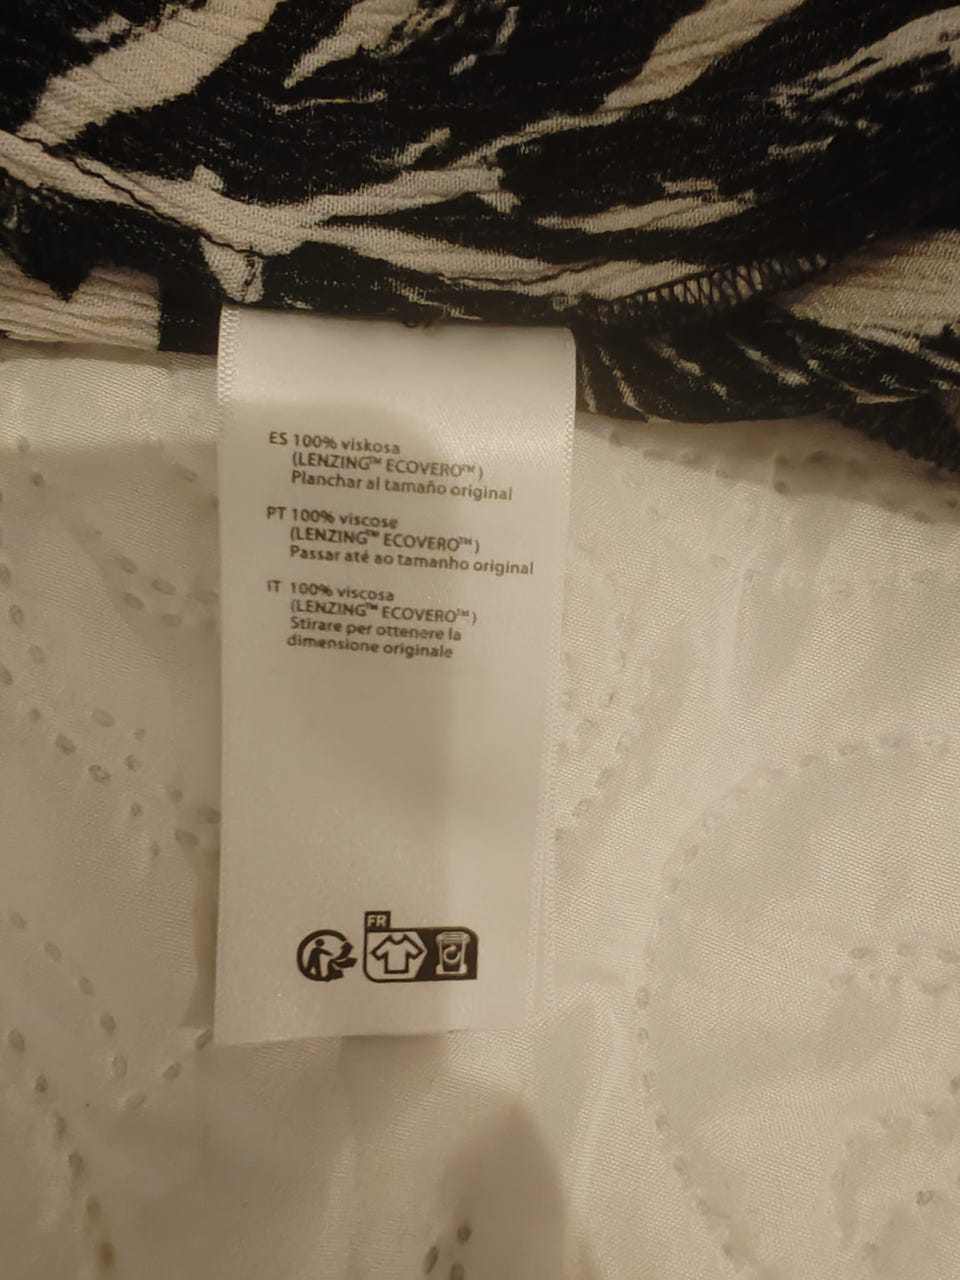 ES 100% viskosa
(LENZING™ ECOVERO™)
Planchar al tamaño original
PT 100% viscose
(LENZING™ ECOVERO™)
Passar até ao tamanho original
IT 100% viscosa
(LENZING™ ECOVERO™)
Stirare per ottenere la
dimensione originale
FR